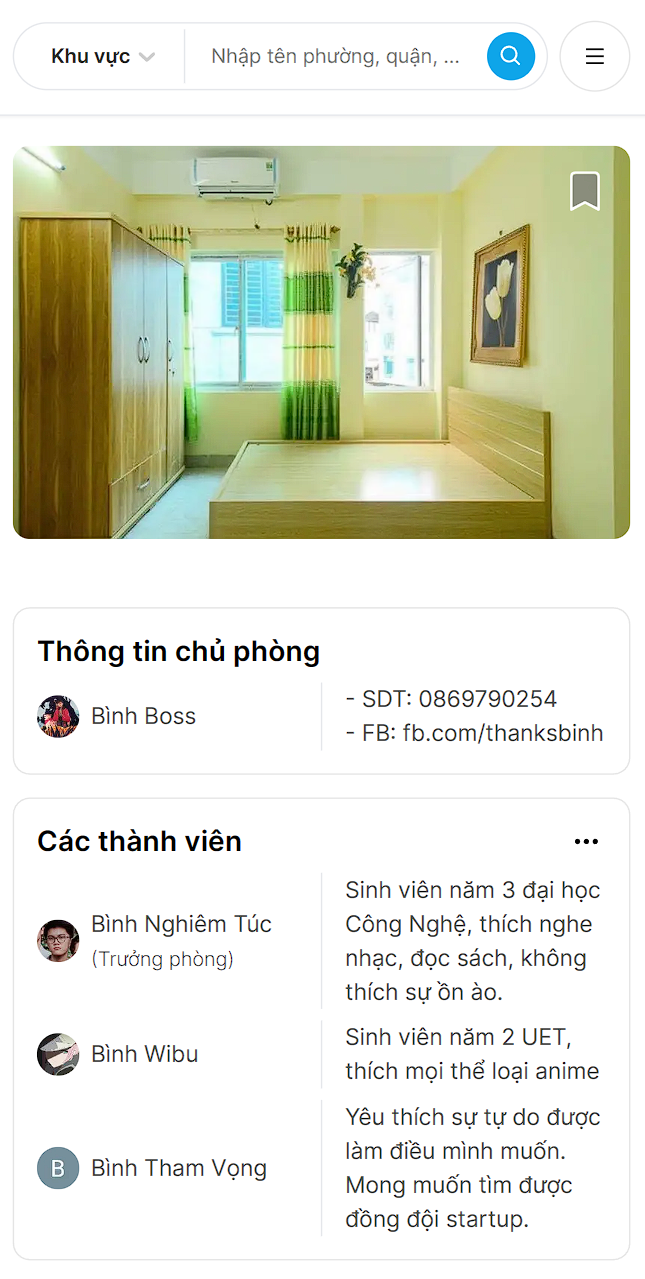 Khu vực
Nhập tên phường, quận, ...
Thông tin chủ phòng
Bình Boss
- SDT: 0869790254
- FB: fb.com/thanksbinh
Các thành viên
Bình Nghiêm Túc
(Trưởng phòng)
Sinh viên năm 3 đại học
Công Nghệ, thích nghe
nhạc, đọc sách, không
thích sự ồn ào.
Bình Wibu
Sinh viên năm 2 UET,
thích mọi thể loại anime
B
Bình Tham Vọng
Yêu thích sự tự do được
làm điều mình muốn.
Mong muốn tìm được
đồng đội startup.